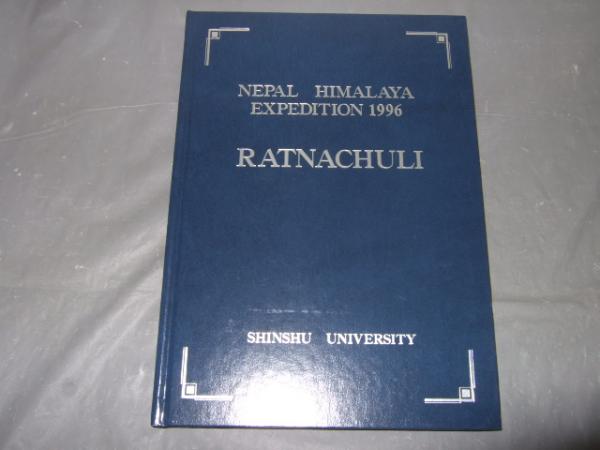 NEPAL HIMALAYA
EXPEDITION 1996
RATNACHULI
SHINSHU UNIVERSITY